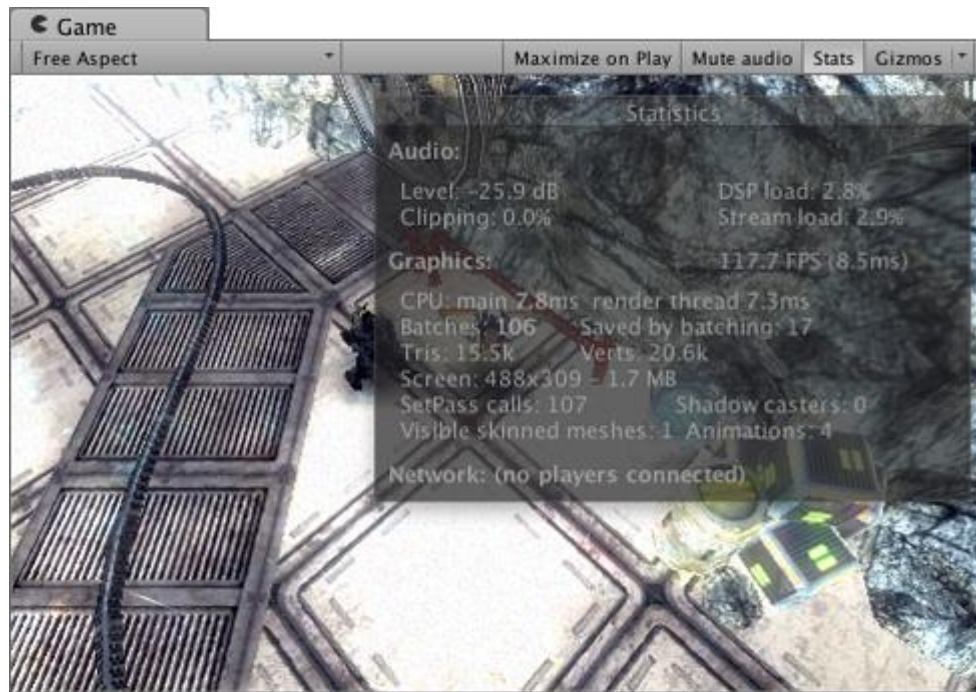 Game
Free Aspect Maximize on Play Mute audio Stats Gizmos
Statistics
Audio:
Level: -25.9 dB DSP load: 2.8%
Clipping: 0.0% Stream load: 2.9%
Graphics: 117.7 FPS (8.5ms)
CPU: main 7.8ms render thread 7.3ms
Batches: 106 Saved by batching: 17
Tris: 15.5k Verts: 20.6k
Screen: 488x309 - 1.7 MB
SetPass calls: 107 Shadow casters: 0
Visible skinned meshes: 1 Animations: 4
Network: (no players connected)